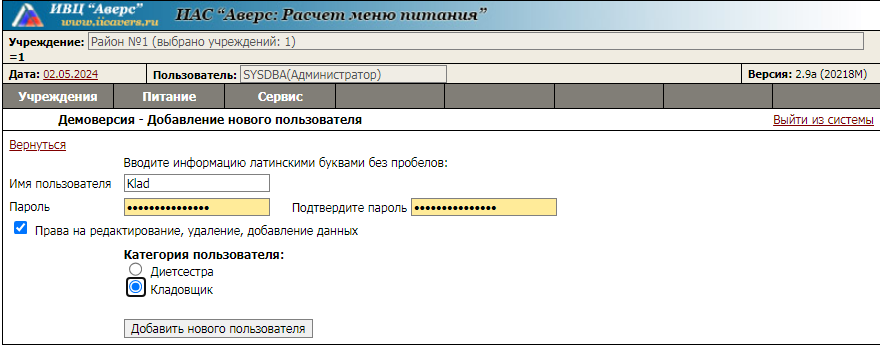 ИВЦ “Аверс”
www.iicavers.ru
ПАС “Аверс: Расчет меню питания”
Учреждение: Район №1 (выбрано учреждений: 1)
=1
Дата: 02.05.2024 Пользователь: SYSDBA(Администратор) Версия: 2.9a (20218M)
Учреждения Питание Сервис
Демоверсия - Добавление нового пользователя Выйти из системы
Вернуться
Вводите информацию латинскими буквами без пробелов:
Имя пользователя Klad
Пароль ••••••••••••••• Подтвердите пароль •••••••••••••••
Права на редактирование, удаление, добавление данных
Категория пользователя:
Диетсестра
Кладовщик
Добавить нового пользователя